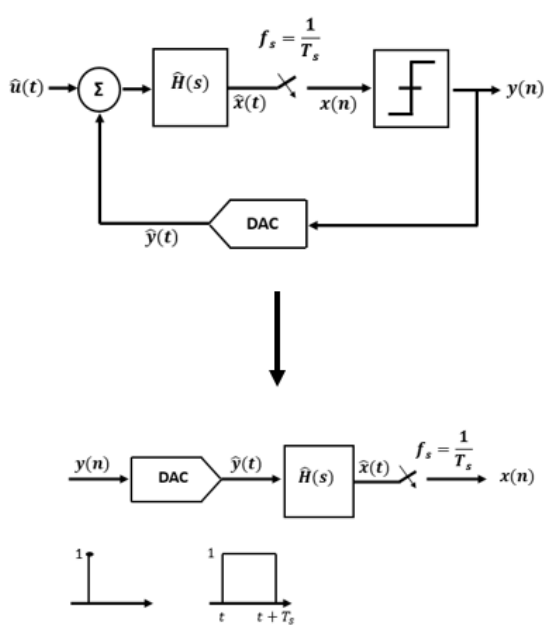 f_s = 1/T_s
û(t) Σ Ĥ(s) x̂(t) x(n) y(n)
DAC
ŷ(t)
y(n) DAC ŷ(t) Ĥ(s) x̂(t) f_s = 1/T_s x(n)
1 1
t t + T_s